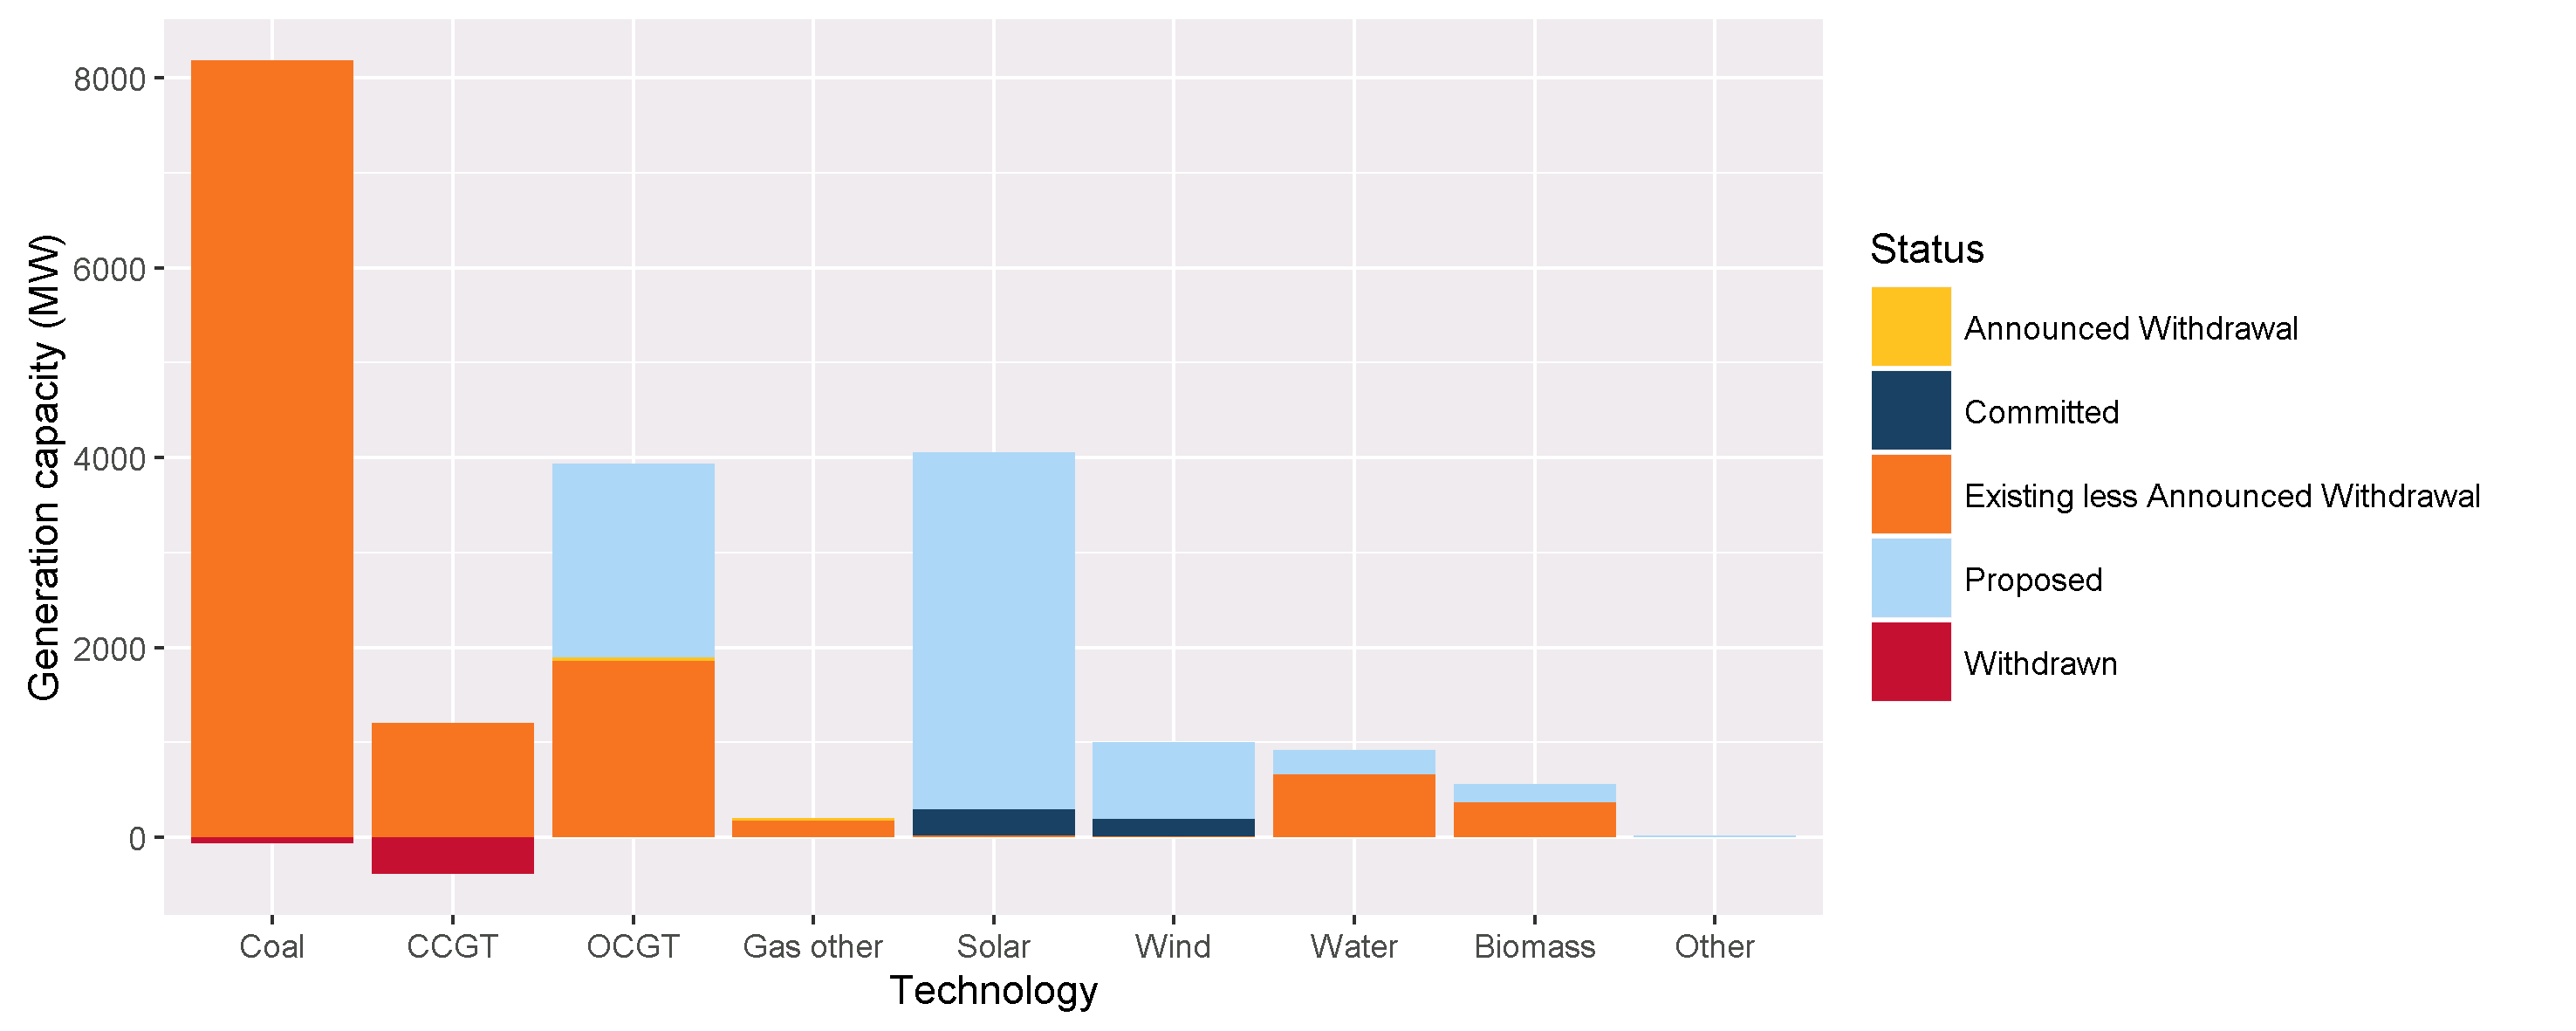 Generation capacity (MW)
8000
6000
4000
2000
0
Coal
CCGT
OCGT
Gas other
Solar
Wind
Water
Biomass
Other
Technology
Status
Announced Withdrawal
Committed
Existing less Announced Withdrawal
Proposed
Withdrawn